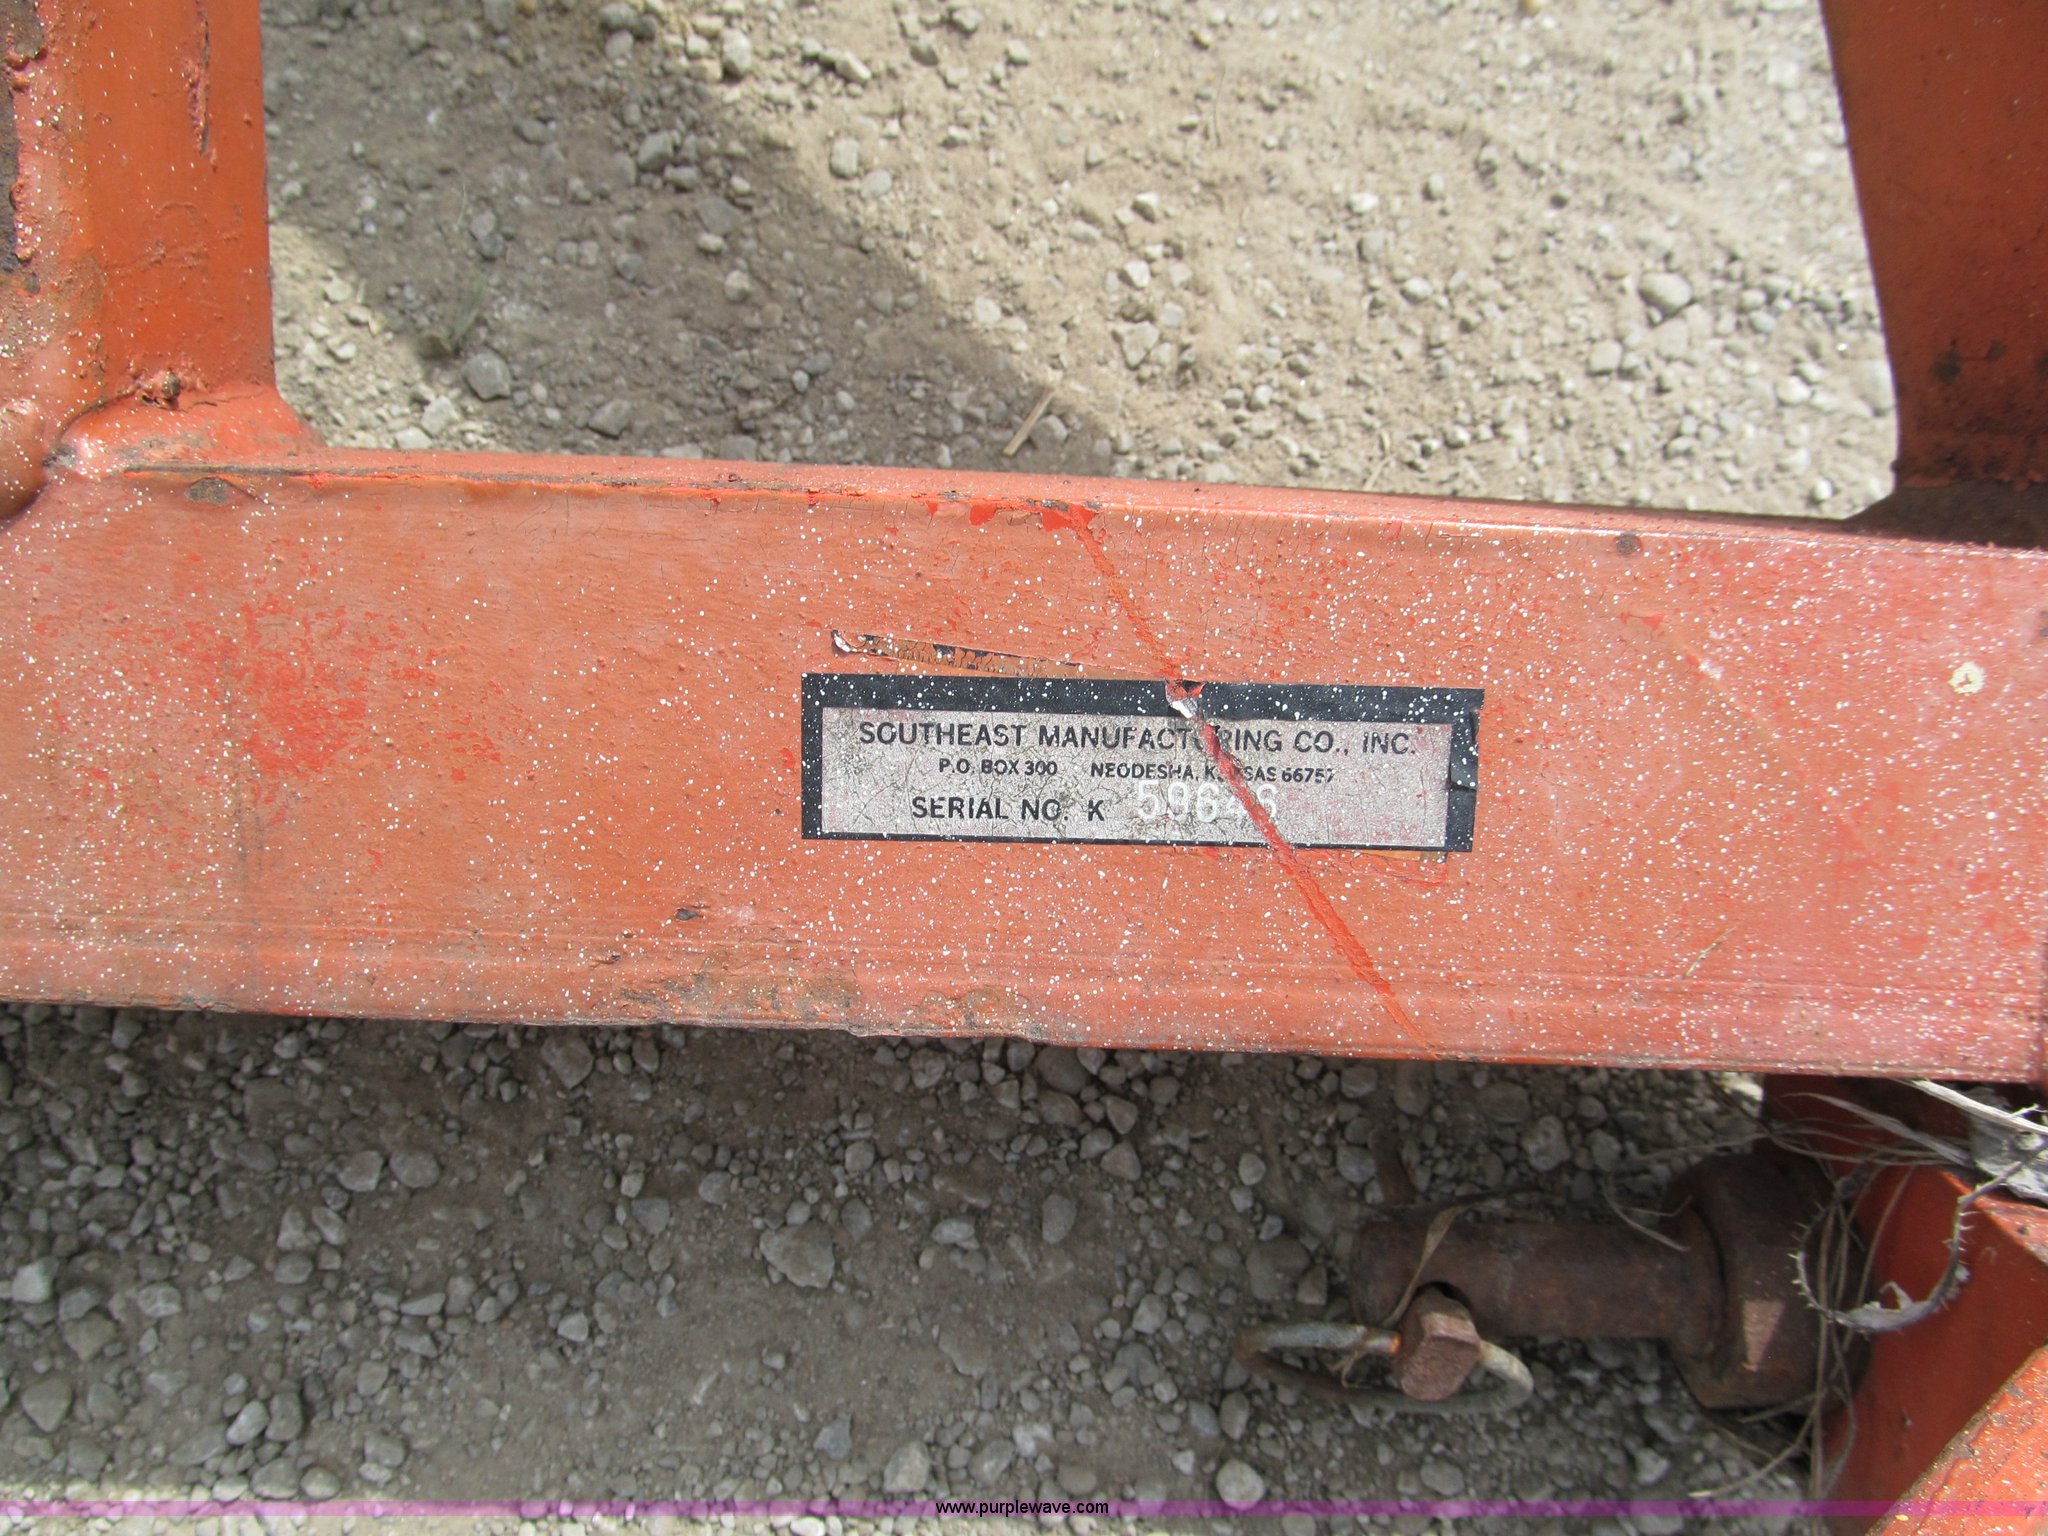 SOUTHEAST MANUFACTURING CO., INC.
P.O. BOX 300 NEODESHA, KANSAS 66757
SERIAL NO. K
www.purplewave.com